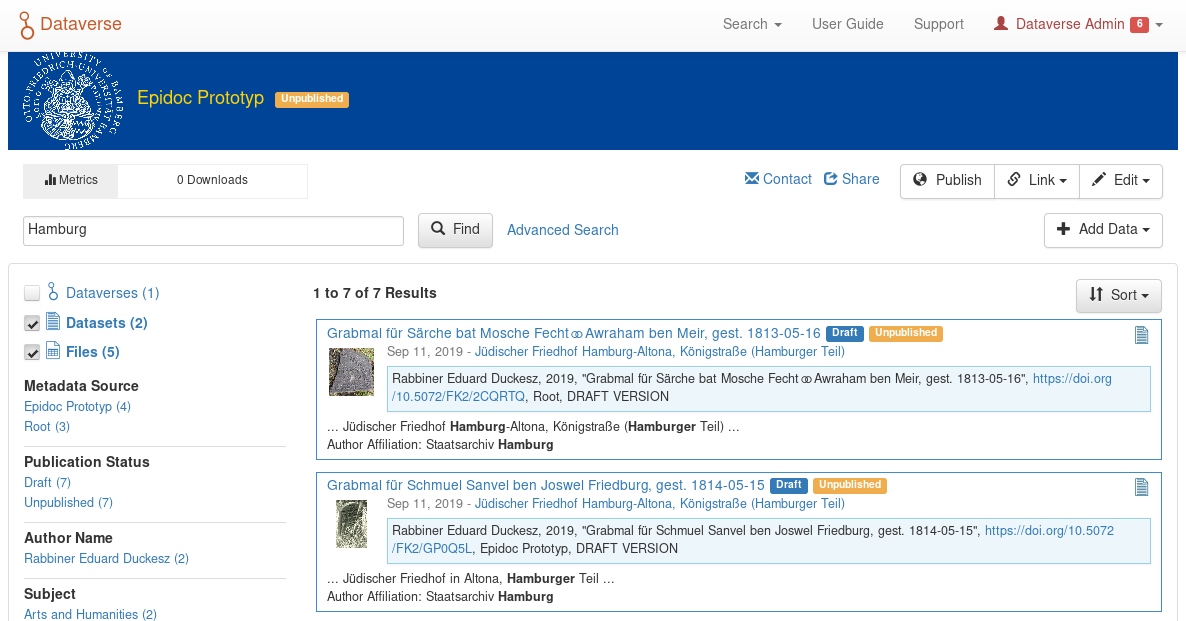 Dataverse
Search User Guide Support Dataverse Admin 6
UNIVERSITY OF BAMBERG
OTTO-FRIEDRICH-UNIVERSITÄT BAMBERG
Epidoc Prototyp Unpublished
Metrics 0 Downloads
Contact Share Publish Link Edit
Hamburg Find Advanced Search Add Data
Dataverses (1)
Datasets (2)
Files (5)
Metadata Source
Epidoc Prototyp (4)
Root (3)
Publication Status
Draft (7)
Unpublished (7)
Author Name
Rabbiner Eduard Duckesz (2)
Subject
Arts and Humanities (2)
1 to 7 of 7 Results Sort
Grabmal für Särche bat Mosche Fecht ⚭ Awraham ben Meir, gest. 1813-05-16 Draft Unpublished
Sep 11, 2019 - Jüdischer Friedhof Hamburg-Altona, Königstraße (Hamburger Teil)
Rabbiner Eduard Duckesz, 2019, "Grabmal für Särche bat Mosche Fecht ⚭ Awraham ben Meir, gest. 1813-05-16", https://doi.org
/10.5072/FK2/2CQRTQ, Root, DRAFT VERSION
... Jüdischer Friedhof Hamburg-Altona, Königstraße (Hamburger Teil) ...
Author Affiliation: Staatsarchiv Hamburg
Grabmal für Schmuel Sanvel ben Joswel Friedburg, gest. 1814-05-15 Draft Unpublished
Sep 11, 2019 - Jüdischer Friedhof Hamburg-Altona, Königstraße (Hamburger Teil)
Rabbiner Eduard Duckesz, 2019, "Grabmal für Schmuel Sanvel ben Joswel Friedburg, gest. 1814-05-15", https://doi.org/10.5072
/FK2/GP0Q5L, Epidoc Prototyp, DRAFT VERSION
... Jüdischer Friedhof in Altona, Hamburger Teil ...
Author Affiliation: Staatsarchiv Hamburg